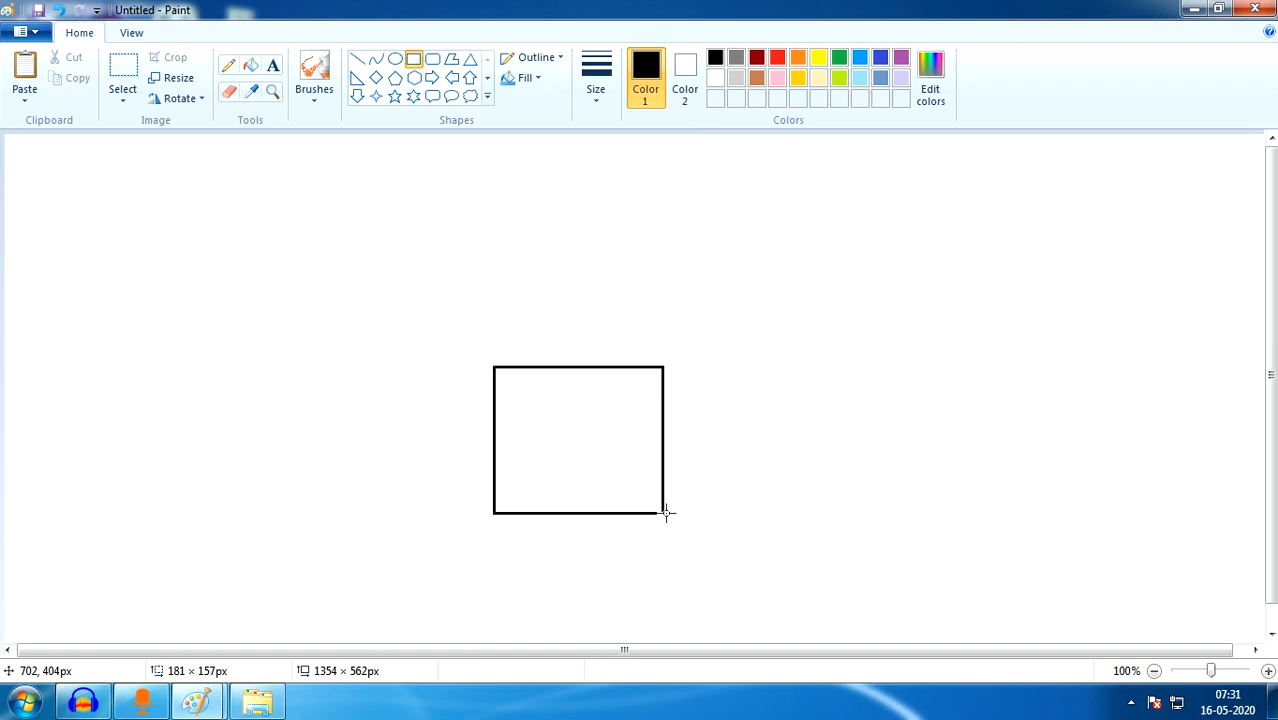 Untitled - Paint
Home View
Paste Cut Copy
Select Crop Resize Rotate
A
Brushes
Outline
Fill
Size
Color 1
Color 2
Edit colors
Clipboard Image Tools Shapes Colors
702, 404px 181 × 157px 1354 × 562px 100%
07:31
16-05-2020